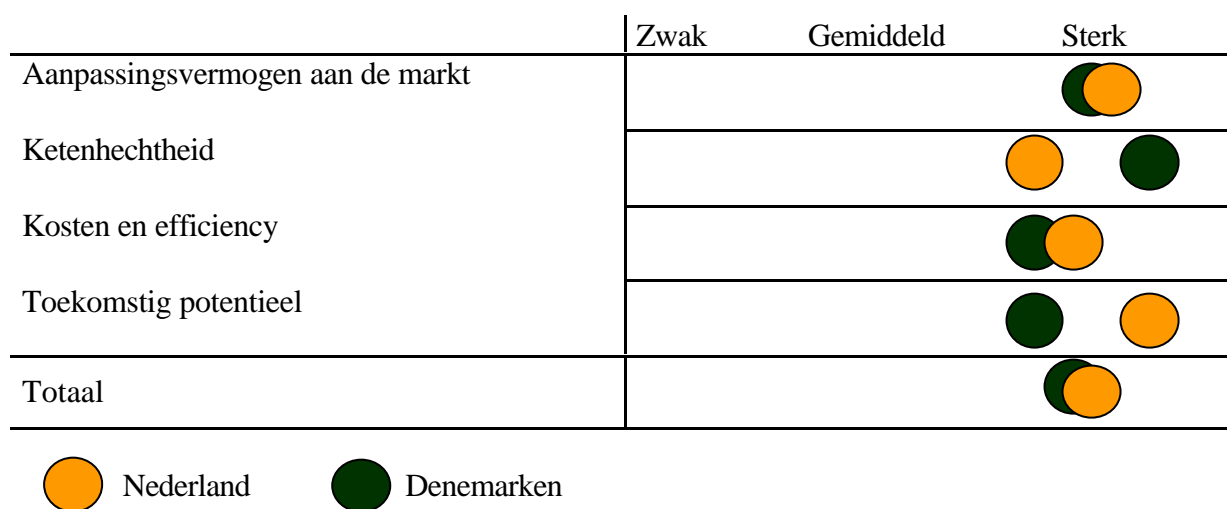 Zwak Gemiddeld Sterk
Aanpassingsvermogen aan de markt
Ketenhechtheid
Kosten en efficiency
Toekomstig potentieel
Totaal
Nederland Denemarken